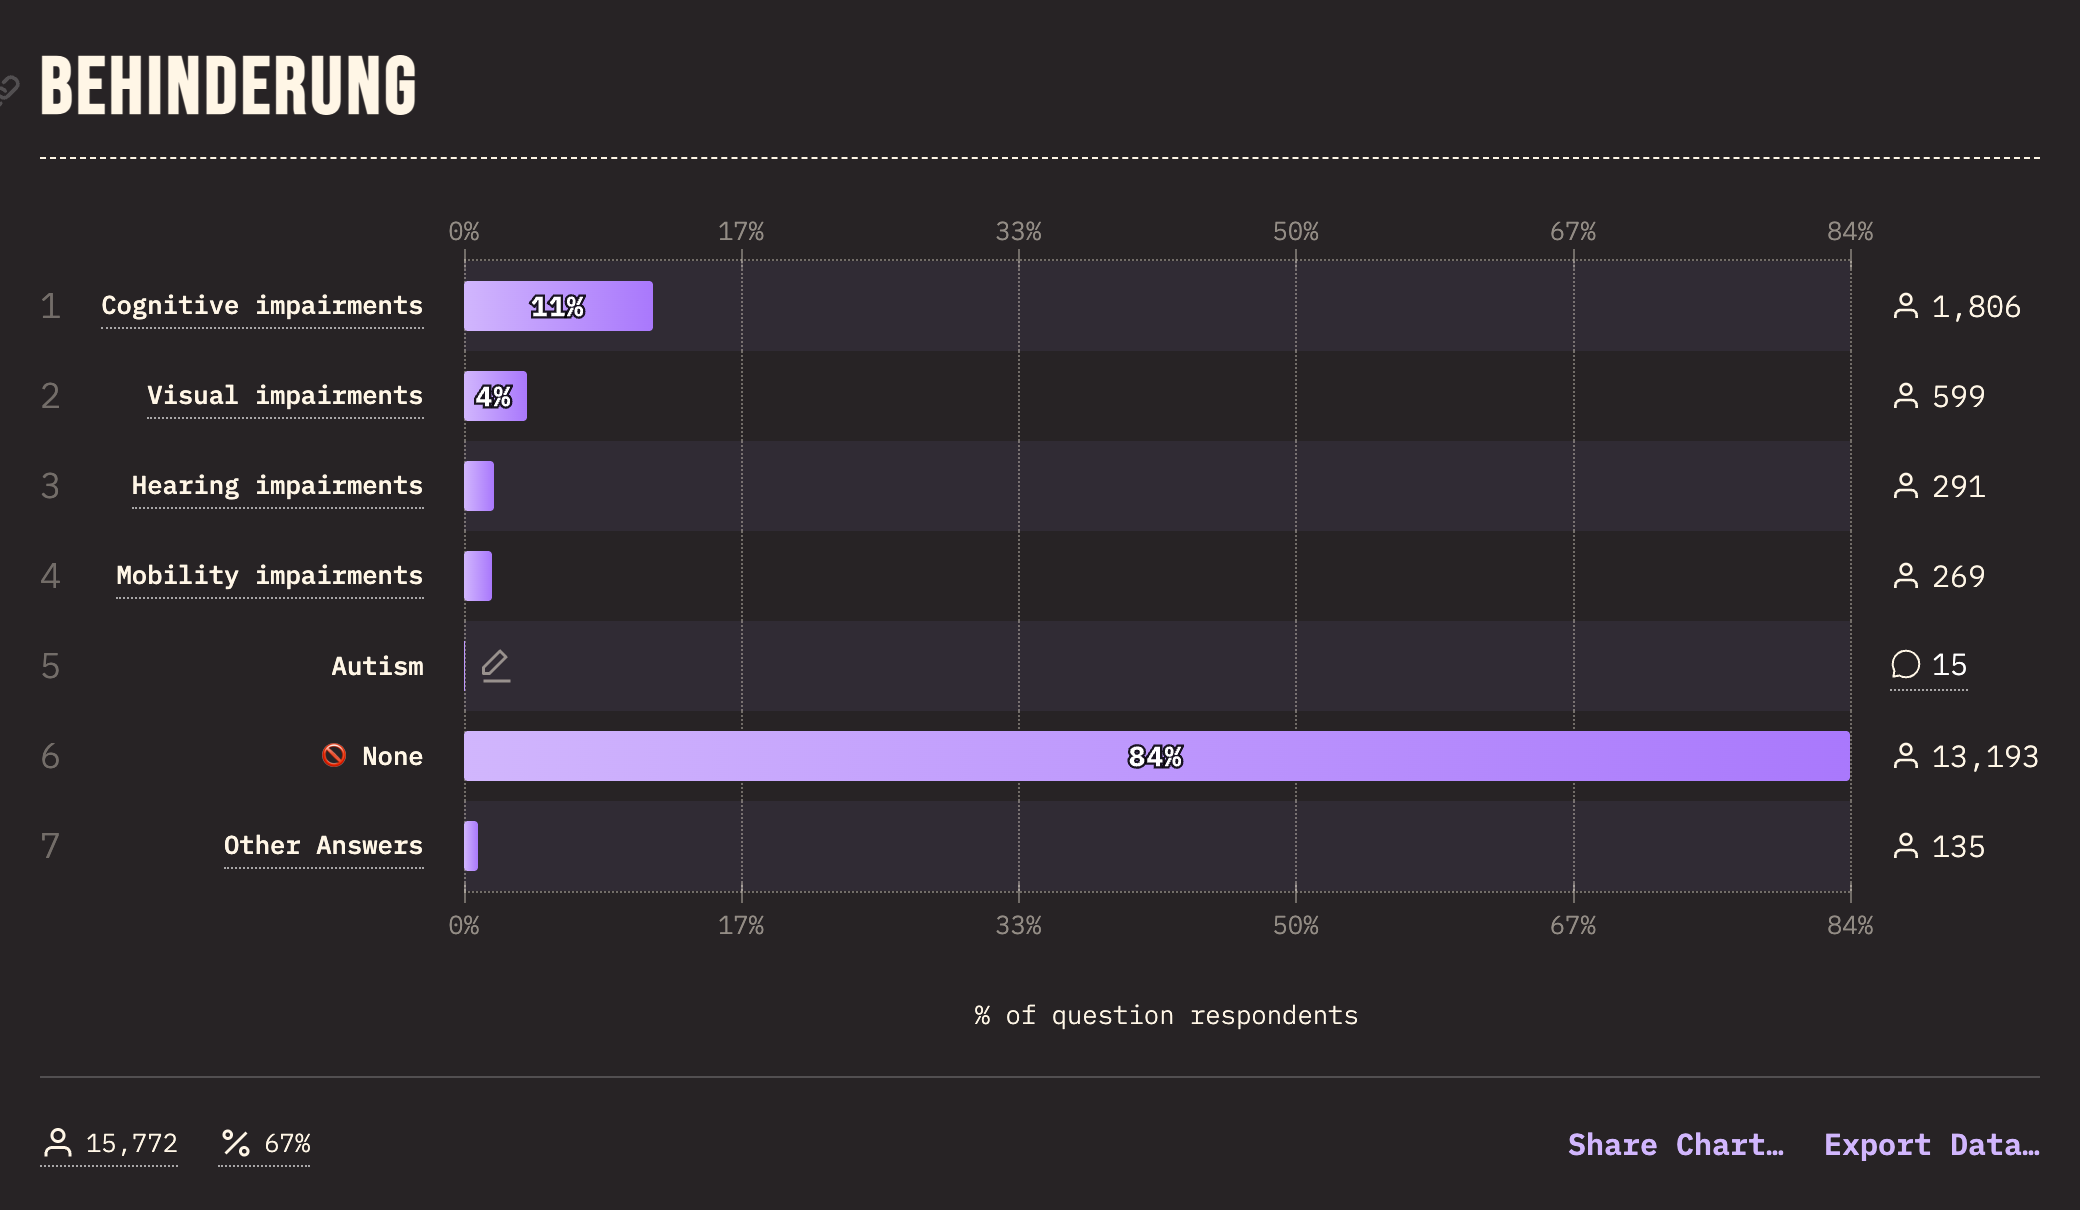 BEHINDERUNG
0% 17% 33% 50% 67% 84%
1 Cognitive impairments 11% 1,806
2 Visual impairments 4% 599
3 Hearing impairments 291
4 Mobility impairments 269
5 Autism 15
6 🚫 None 84% 13,193
7 Other Answers 135
0% 17% 33% 50% 67% 84%
% of question respondents
15,772 % 67% Share Chart… Export Data…